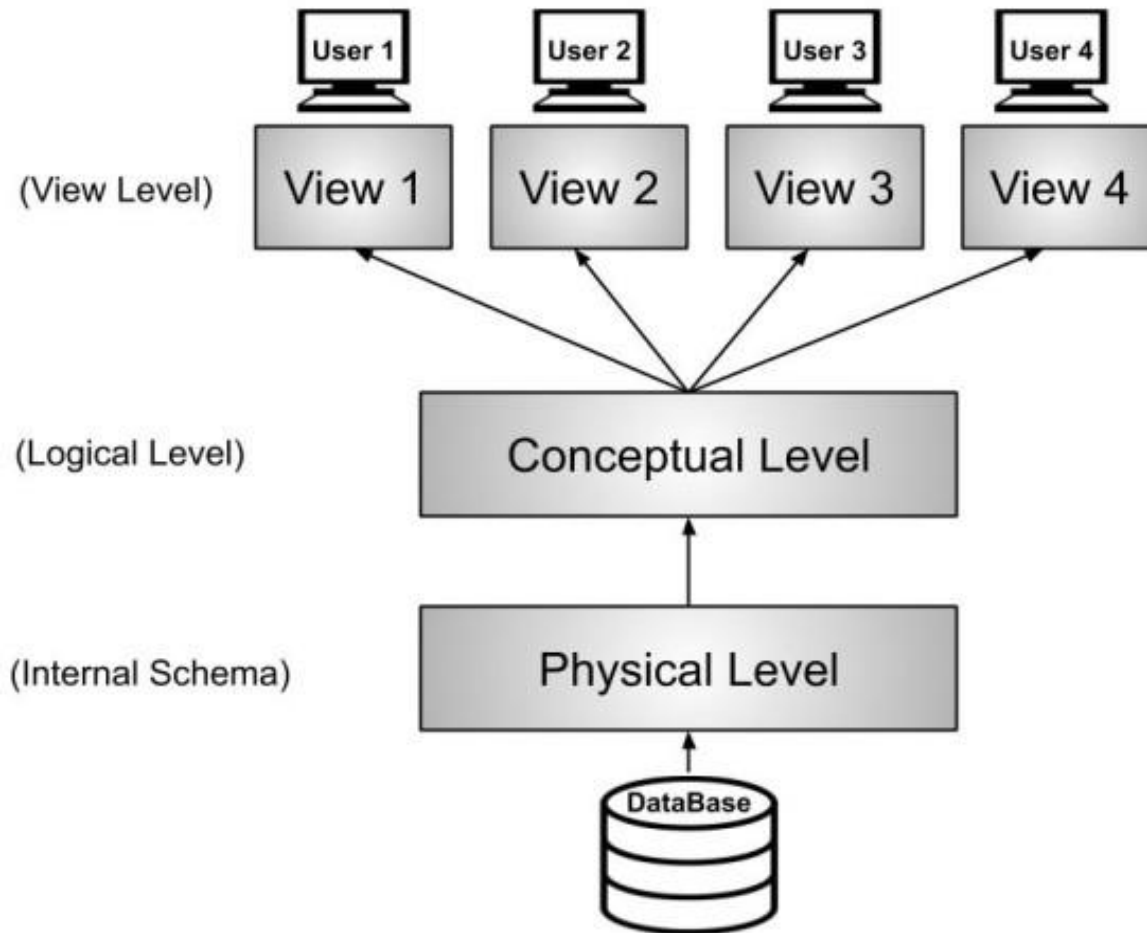 User 1
User 2
User 3
User 4
(View Level)
View 1
View 2
View 3
View 4
(Logical Level)
Conceptual Level
(Internal Schema)
Physical Level
DataBase